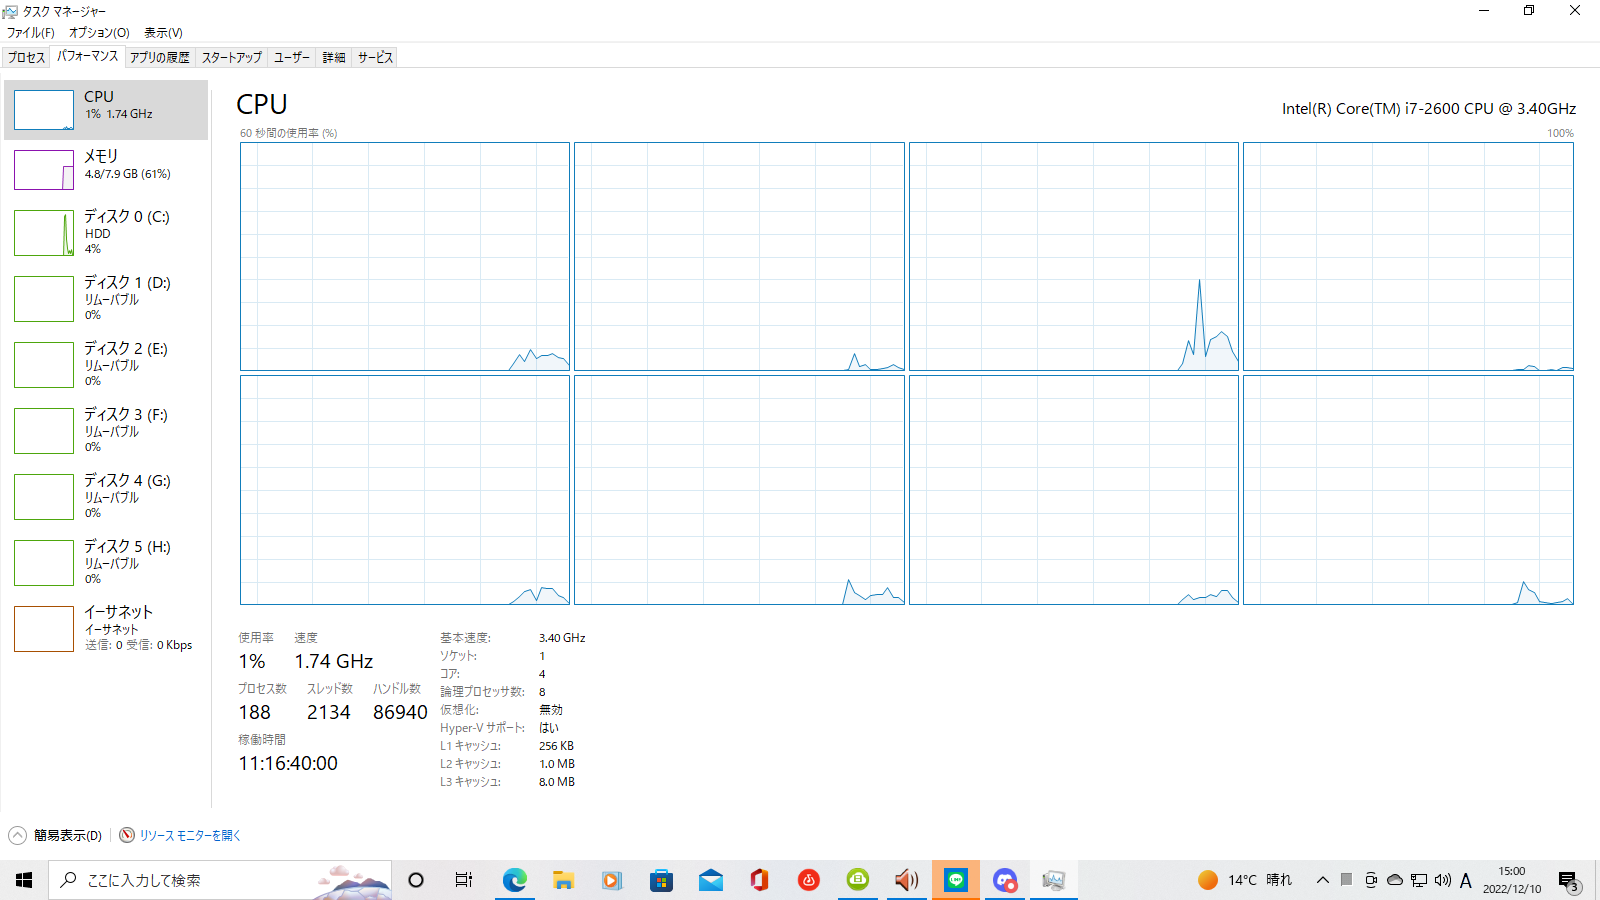 タスク マネージャー
ファイル(F) オプション(O) 表示(V)
プロセス パフォーマンス アプリの履歴 スタートアップ ユーザー 詳細 サービス
CPU
1% 1.74 GHz
メモリ
4.8/7.9 GB (61%)
ディスク 0 (C:)
HDD
4%
ディスク 1 (D:)
リムーバブル
0%
ディスク 2 (E:)
リムーバブル
0%
ディスク 3 (F:)
リムーバブル
0%
ディスク 4 (G:)
リムーバブル
0%
ディスク 5 (H:)
リムーバブル
0%
イーサネット
イーサネット
送信: 0 受信: 0 Kbps
CPU
Intel(R) Core(TM) i7-2600 CPU @ 3.40GHz
60 秒間の使用率 (%)
100%
使用率 速度
1% 1.74 GHz
プロセス数 スレッド数 ハンドル数
188 2134 86940
稼働時間
11:16:40:00
基本速度: 3.40 GHz
ソケット: 1
コア: 4
論理プロセッサ数: 8
仮想化: 無効
Hyper-V サポート: はい
L1 キャッシュ: 256 KB
L2 キャッシュ: 1.0 MB
L3 キャッシュ: 8.0 MB
簡易表示(D) リソース モニターを開く
ここに入力して検索
LINE
14°C 晴れ
A
15:00
2022/12/10
3